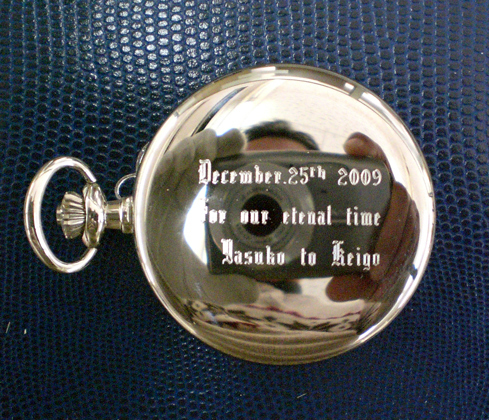 December.25th 2009
For our etenal time
Yasuko to Keigo